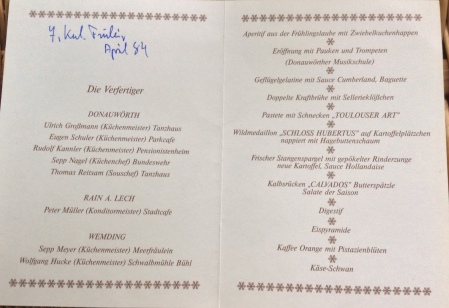 7. Kul. Frühl.
April 84
Die Verfertiger
DONAUWÖRTH
Ulrich Großmann (Küchenmeister) Tanzhaus
Eugen Schuler (Küchenmeister) Parkcafe
Rudolf Kannler (Küchenmeister) Pensionistenheim
Sepp Nagel (Küchenchef) Bundeswehr
Thomas Reitsam (Souschef) Tanzhaus
RAIN A. LECH
Peter Müller (Konditormeister) Stadtcafe
WEMDING
Sepp Meyer (Küchenmeister) Meerfräulein
Wolfgang Hucke (Küchenmeister) Schwalbmühle Bühl
Aperitif aus der Frühlingslaube mit Zwiebelkuchenhappen
Eröffnung mit Pauken und Trompeten
(Donauwörther Musikschule)
Geflügelgelatine mit Sauce Cumberland, Baguette
Doppelte Kraftbrühe mit Sellerieklößchen
Pastete mit Schnecken „TOULOUSER ART"
Wildmedaillon „SCHLOSS HUBERTUS" auf Kartoffelplätzchen
nappiert mit Hagebuttenschaum
Frischer Stangenspargel mit gepökelter Rinderzunge
neue Kartoffel, Sauce Hollandaise
Kalbsrücken „CALVADOS" Butterspätzle
Salate der Saison
Digestif
Eispyramide
Kaffee Orange mit Pistazienblüten
Käse-Schwan